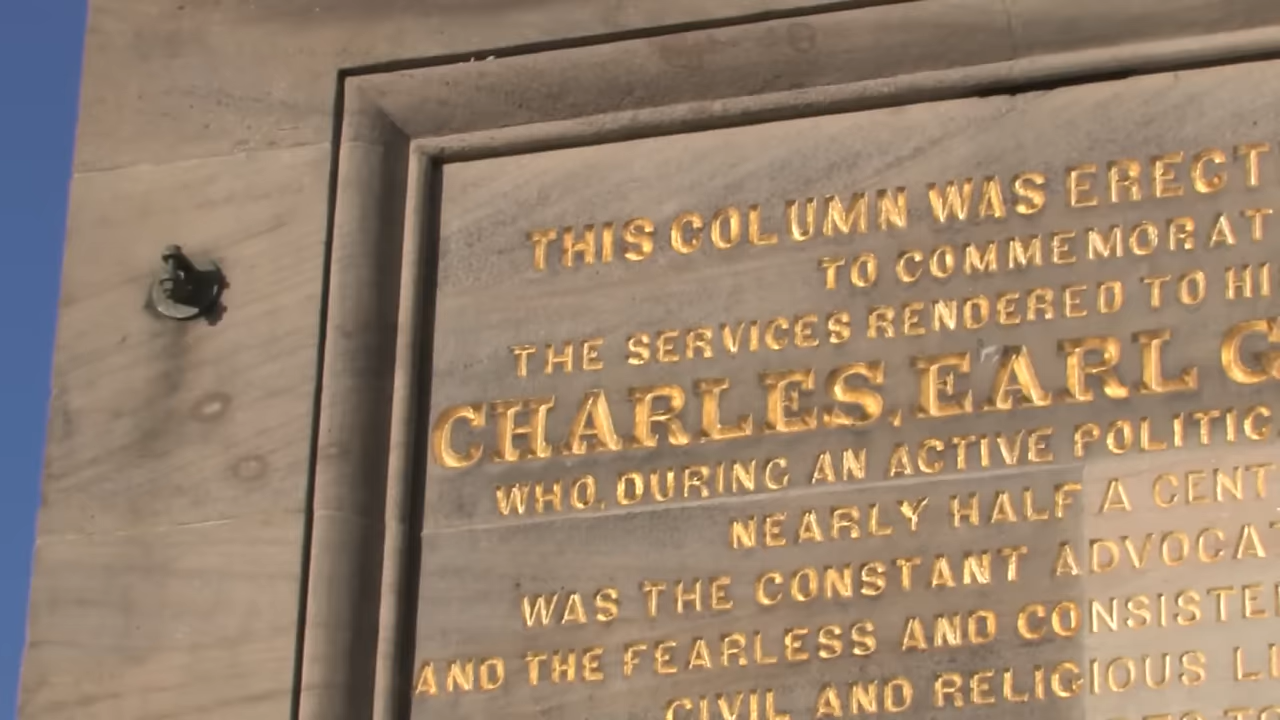 THIS COLUMN WAS ERECT
TO COMMEMORAT
THE SERVICES RENDERED TO HI
CHARLES, EARL G
WHO, DURING AN ACTIVE POLITIC
NEARLY HALF A CENT
WAS THE CONSTANT ADVOCAT
AND THE FEARLESS AND CONSISTE
CIVIL AND RELIGIOUS LI